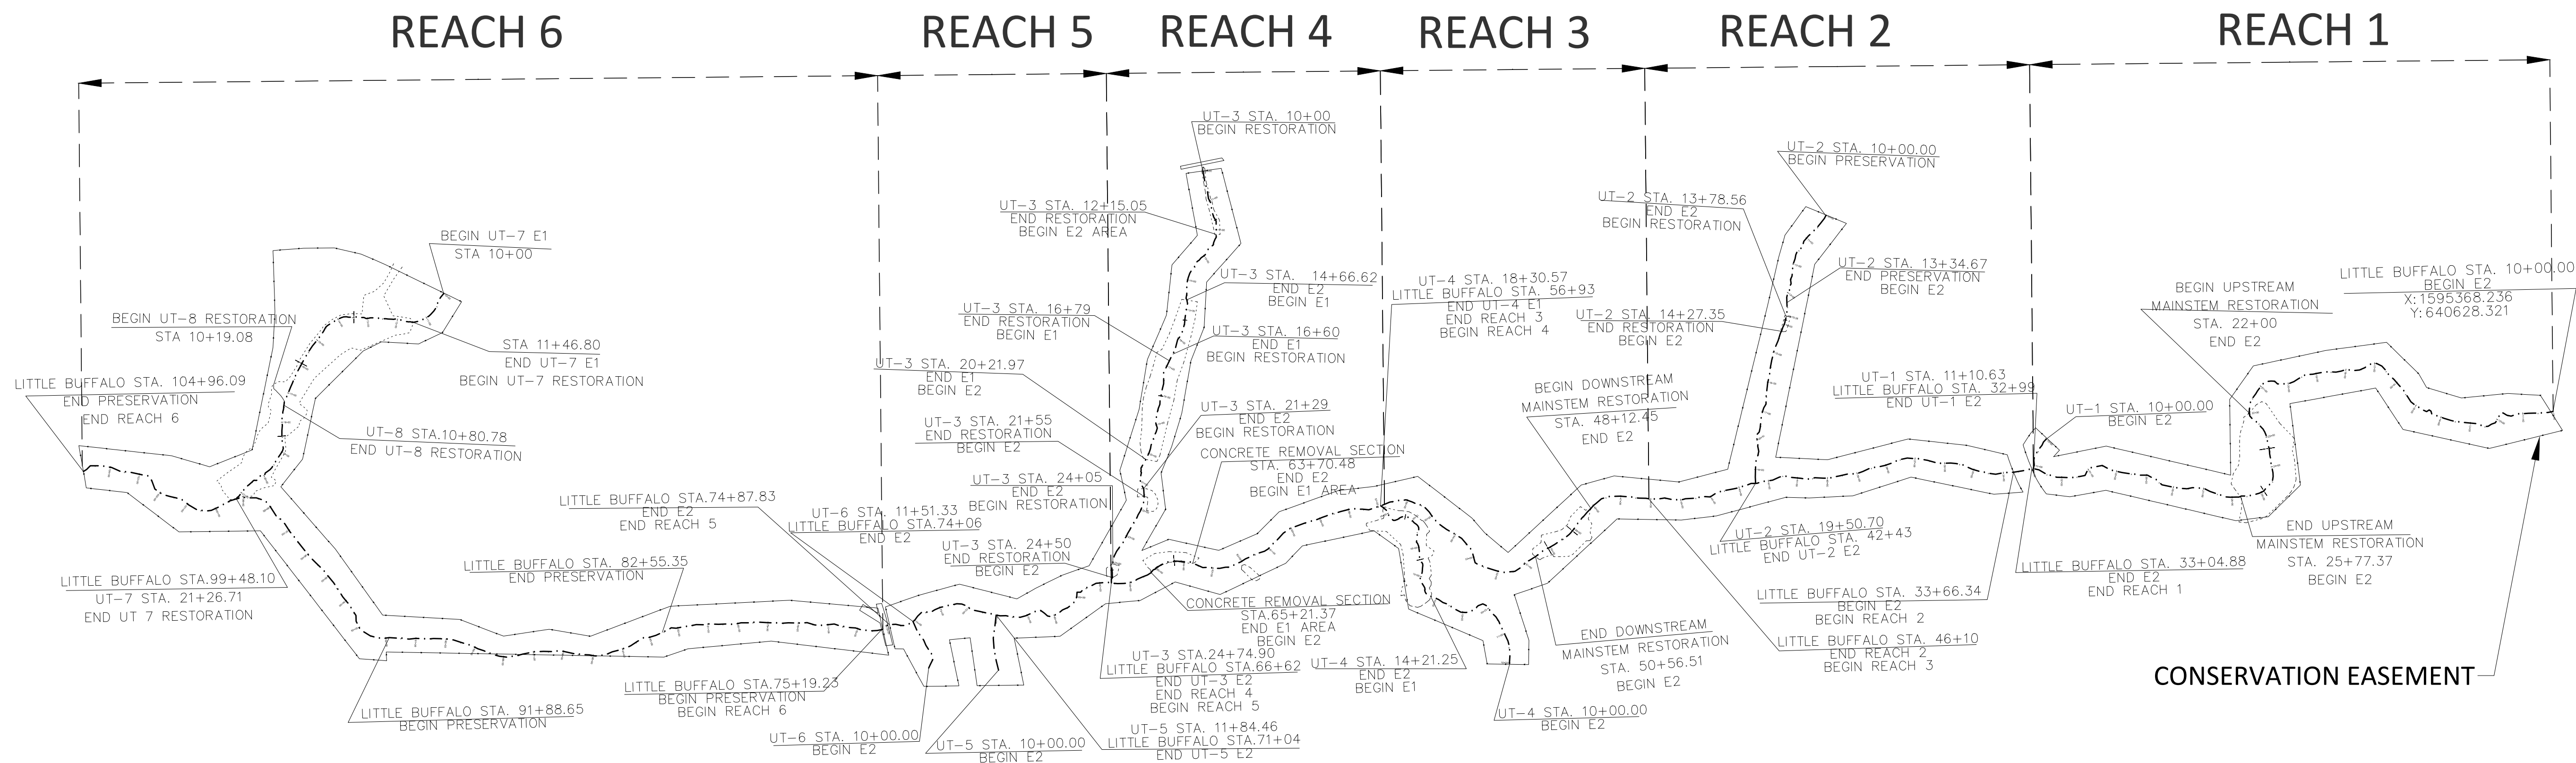 REACH 6
REACH 5
REACH 4
REACH 3
REACH 2
REACH 1
UT-3 STA. 10+00
BEGIN RESTORATION
UT-2 STA. 10+00.00
BEGIN PRESERVATION
UT-3 STA. 12+15.05
END RESTORATION
BEGIN E2 AREA
UT-2 STA. 13+78.56
END E2
BEGIN RESTORATION
BEGIN UT-7 E1
STA 10+00
UT-3 STA. 14+66.62
END E2
BEGIN E1
UT-4 STA. 18+30.57
LITTLE BUFFALO STA. 56+93
END UT-4 E1
END REACH 3
BEGIN REACH 4
UT-2 STA. 13+34.67
END PRESERVATION
BEGIN E2
BEGIN UPSTREAM
MAINSTEM RESTORATION
STA. 22+00
END E2
LITTLE BUFFALO STA. 10+00.00
BEGIN E2
X:1595368.236
Y:640628.321
BEGIN UT-8 RESTORATION
STA 10+19.08
UT-3 STA. 16+79
END RESTORATION
BEGIN E1
UT-3 STA. 16+60
END E1
BEGIN RESTORATION
UT-2 STA. 14+27.35
END RESTORATION
BEGIN E2
STA 11+46.80
END UT-7 E1
BEGIN UT-7 RESTORATION
UT-3 STA. 20+21.97
END E1
BEGIN E2
BEGIN DOWNSTREAM
MAINSTEM RESTORATION
STA. 48+12.45
END E2
UT-1 STA. 11+10.63
LITTLE BUFFALO STA. 32+99
END UT-1 E2
LITTLE BUFFALO STA. 104+96.09
END PRESERVATION
END REACH 6
UT-3 STA. 21+55
END RESTORATION
BEGIN E2
UT-3 STA. 21+29
END E2
BEGIN RESTORATION
UT-1 STA. 10+00.00
BEGIN E2
UT-8 STA.10+80.78
END UT-8 RESTORATION
CONCRETE REMOVAL SECTION
STA. 63+70.48
END E2
BEGIN E1 AREA
UT-3 STA. 24+05
END E2
BEGIN RESTORATION
LITTLE BUFFALO STA.74+87.83
END E2
END REACH 5
UT-6 STA. 11+51.33
LITTLE BUFFALO STA.74+06
END E2
UT-3 STA. 24+50
END RESTORATION
BEGIN E2
UT-2 STA. 19+50.70
LITTLE BUFFALO STA. 42+43
END UT-2 E2
END UPSTREAM
MAINSTEM RESTORATION
STA. 25+77.37
BEGIN E2
LITTLE BUFFALO STA. 82+55.35
END PRESERVATION
LITTLE BUFFALO STA. 33+04.88
END E2
END REACH 1
LITTLE BUFFALO STA.99+48.10
UT-7 STA. 21+26.71
END UT 7 RESTORATION
CONCRETE REMOVAL SECTION
STA.65+21.37
END E1 AREA
BEGIN E2
LITTLE BUFFALO STA. 33+66.34
BEGIN E2
BEGIN REACH 2
END DOWNSTREAM
MAINSTEM RESTORATION
STA. 50+56.51
BEGIN E2
LITTLE BUFFALO STA. 46+10
END REACH 2
BEGIN REACH 3
UT-3 STA.24+74.90
LITTLE BUFFALO STA.66+62
END UT-3 E2
END REACH 4
BEGIN REACH 5
UT-4 STA. 14+21.25
END E2
BEGIN E1
CONSERVATION EASEMENT
LITTLE BUFFALO STA.75+19.23
BEGIN PRESERVATION
BEGIN REACH 6
LITTLE BUFFALO STA. 91+88.65
BEGIN PRESERVATION
UT-4 STA. 10+00.00
BEGIN E2
UT-6 STA. 10+00.00
BEGIN E2
UT-5 STA. 10+00.00
BEGIN E2
UT-5 STA. 11+84.46
LITTLE BUFFALO STA.71+04
END UT-5 E2